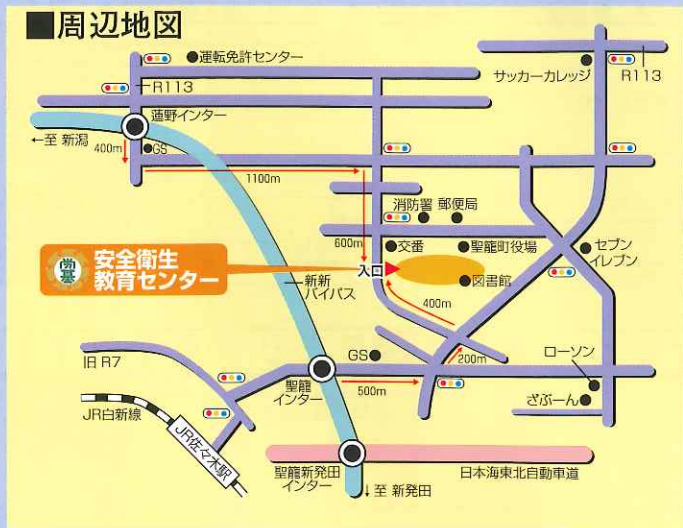 ■周辺地図
●運転免許センター
R113
蓮野インター
←至 新潟
400m
GS
1100m
サッカーカレッジ
R113
消防署 郵便局
600m
交番
聖籠町役場
セブン
イレブン
労基
安全衛生
教育センター
入口
図書館
新新
バイパス
400m
旧 R7
GS
200m
聖籠
インター
500m
ローソン
ざぶーん
JR白新線
JR佐々木駅
聖籠新発田
インター
日本海東北自動車道
↓至 新発田